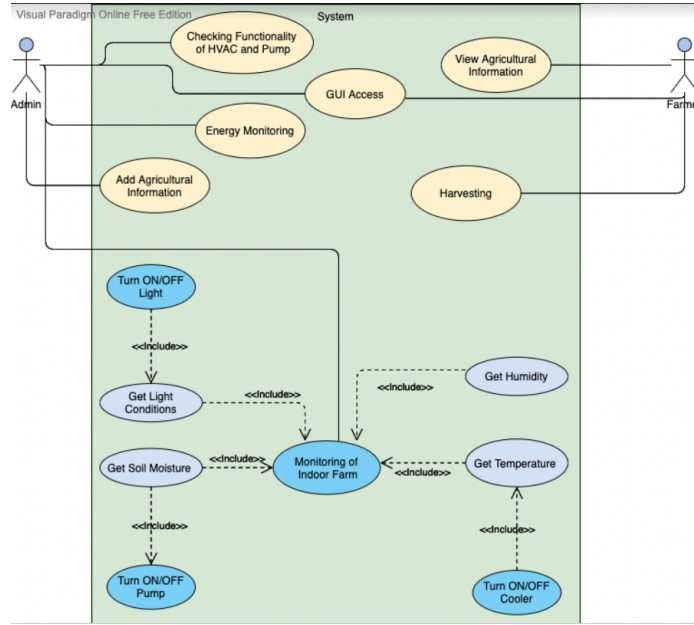 Visual Paradigm Online Free Edition
System
Checking Functionality
of HVAC and Pump
View Agricultural
Information
GUI Access
Admin
Farme
Energy Monitoring
Add Agricultural
Information
Harvesting
Turn ON/OFF
Light
<<Include>>
Get Humidity
<<Include>>
Get Light
Conditions
<<Include>>
Get Soil Moisture
<<Include>>
Monitoring of
Indoor Farm
<<Include>>
Get Temperature
<<Include>>
<<Include>>
Turn ON/OFF
Pump
Turn ON/OFF
Cooler